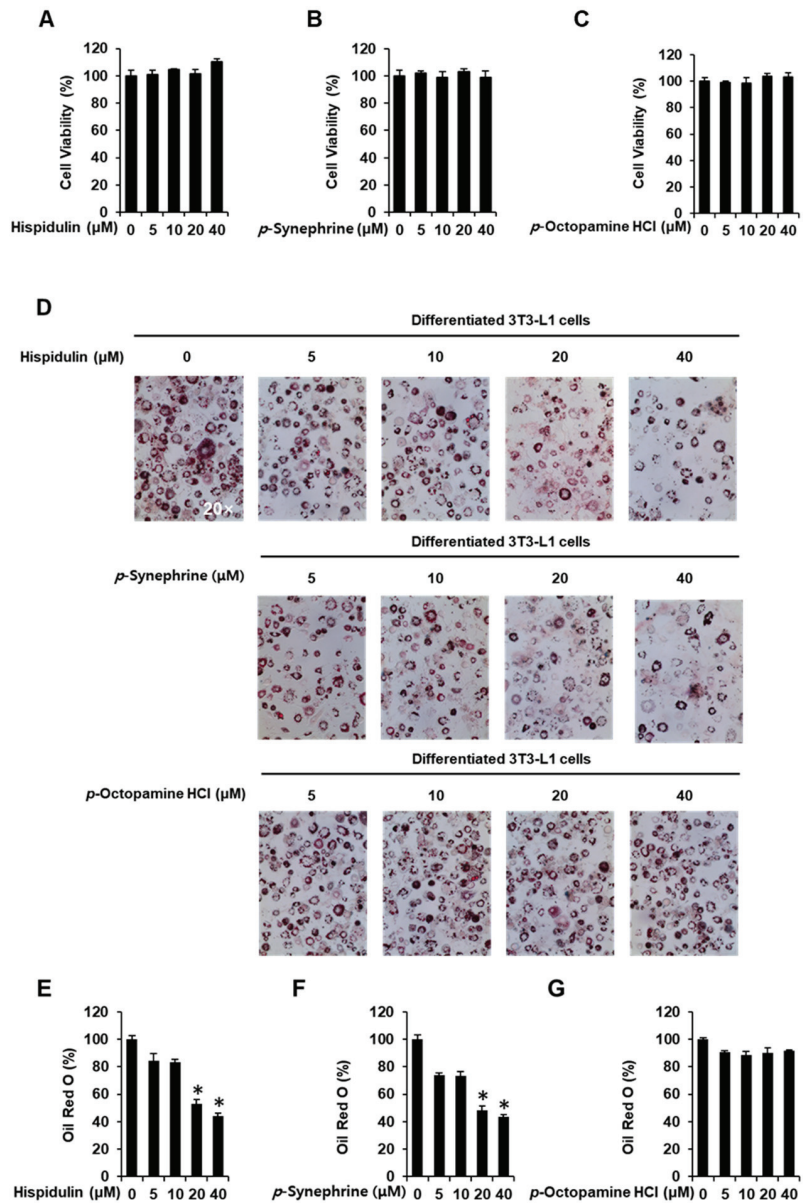 A
B
C
120
100
80
60
40
20
0
Cell Viability (%)
Hispidulin (µM)
0 5 10 20 40
120
100
80
60
40
20
0
Cell Viability (%)
p-Synephrine (µM)
0 5 10 20 40
120
100
80
60
40
20
0
Cell Viability (%)
p-Octopamine HCl (µM)
0 5 10 20 40
D
Differentiated 3T3-L1 cells
Hispidulin (µM) 0 5 10 20 40
20×
Differentiated 3T3-L1 cells
p-Synephrine (µM) 5 10 20 40
Differentiated 3T3-L1 cells
p-Octopamine HCl (µM) 5 10 20 40
E
F
G
120
100
80
60
40
20
0
Oil Red O (%)
* *
Hispidulin (µM)
0 5 10 20 40
120
100
80
60
40
20
0
Oil Red O (%)
* *
p-Synephrine (µM)
0 5 10 20 40
120
100
80
60
40
20
0
Oil Red O (%)
p-Octopamine HCl (µM)
0 5 10 20 40